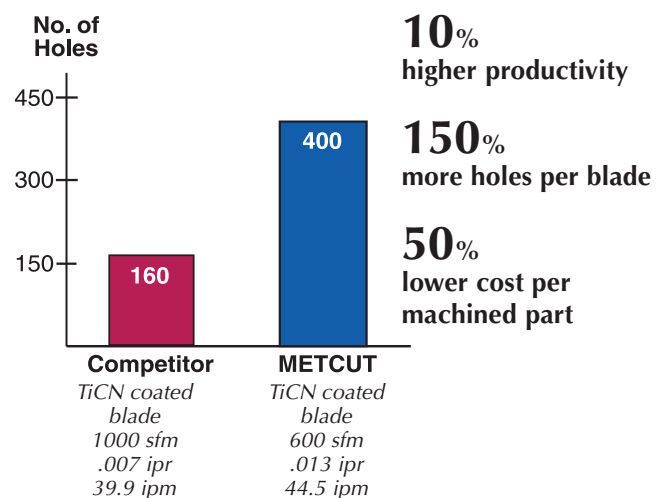 No. of
Holes
450
300
150
160
400
Competitor
TiCN coated
blade
1000 sfm
.007 ipr
39.9 ipm
METCUT
TiCN coated
blade
600 sfm
.013 ipr
44.5 ipm
10%
higher productivity
150%
more holes per blade
50%
lower cost per
machined part